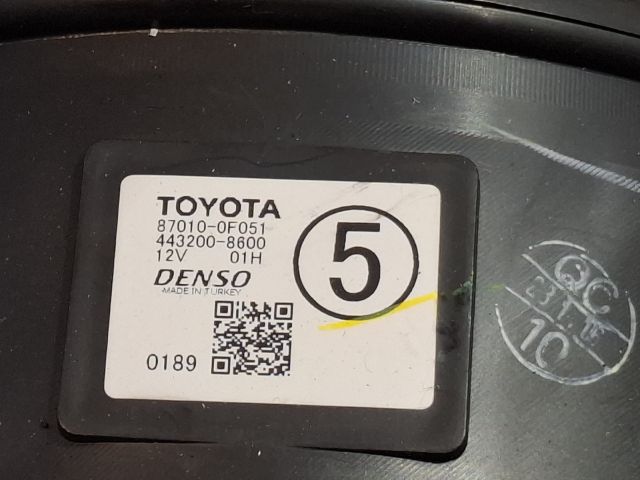 TOYOTA
87010-0F051
443200-8600
12V 01H
DENSO
MADE IN TURKEY
0189
5
QC
10